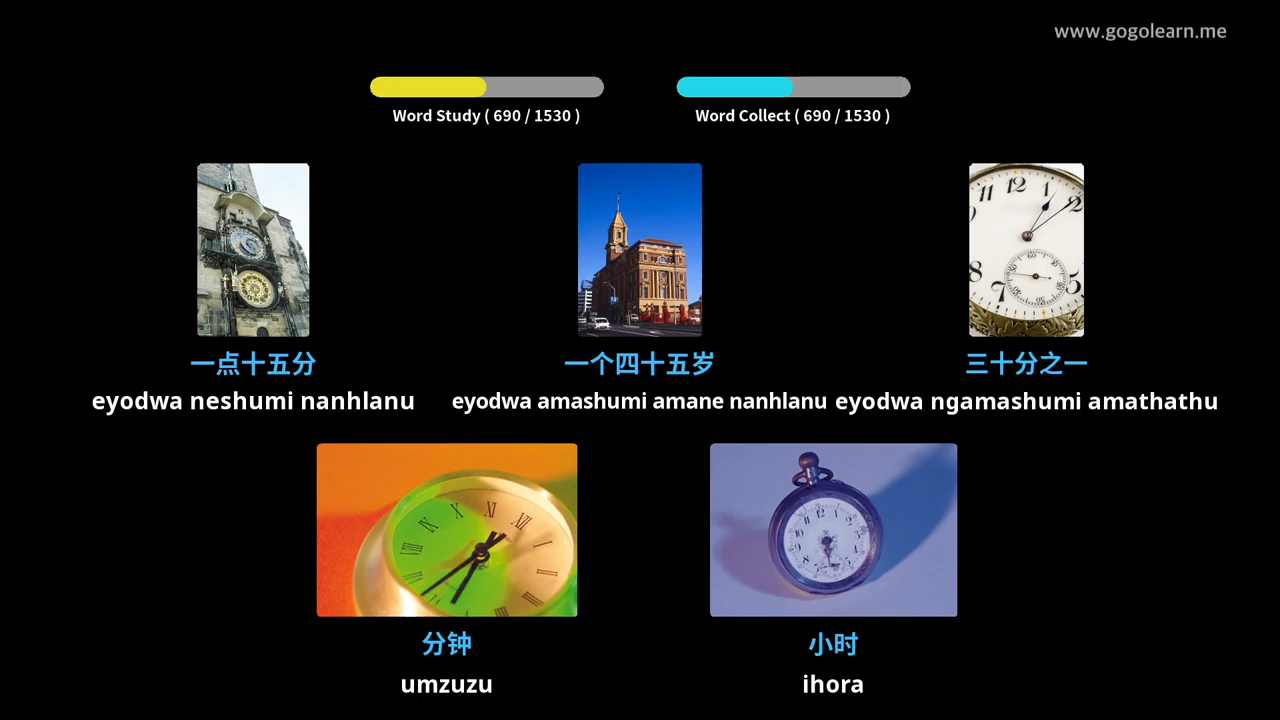 www.gogolearn.me
Word Study ( 690 / 1530 )
Word Collect ( 690 / 1530 )
一点十五分
一个四十五岁
三十分之一
eyodwa neshumi nanhlanu
eyodwa amashumi amane nanhlanu
eyodwa ngamashumi amathathu
分钟
小时
umzuzu
ihora